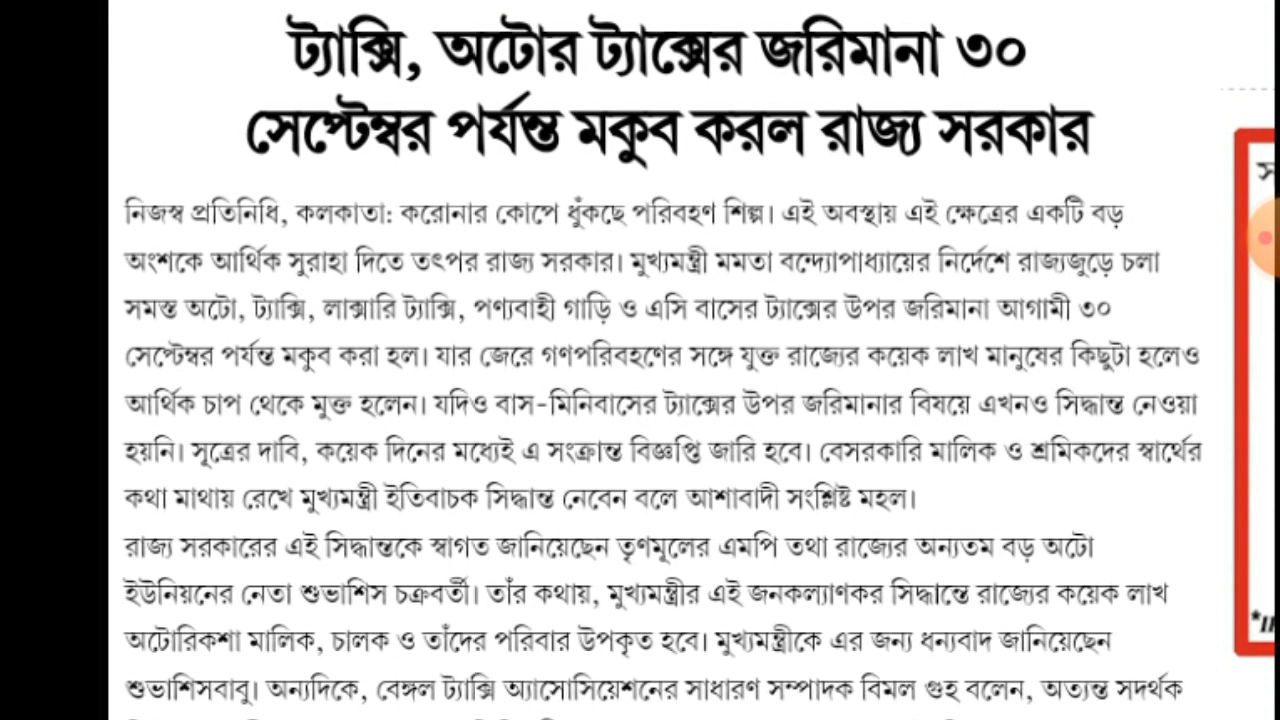 ট্যাক্সি, অটোর ট্যাক্সের জরিমানা ৩০
সেপ্টেম্বর পর্যন্ত মকুব করল রাজ্য সরকার
নিজস্ব প্রতিনিধি, কলকাতা: করোনার কোপে ধুঁকছে পরিবহণ শিল্প। এই অবস্থায় এই ক্ষেত্রের একটি বড়
অংশকে আর্থিক সুরাহা দিতে তৎপর রাজ্য সরকার। মুখ্যমন্ত্রী মমতা বন্দ্যোপাধ্যায়ের নির্দেশে রাজ্যজুড়ে চলা
সমস্ত অটো, ট্যাক্সি, লাক্সারি ট্যাক্সি, পণ্যবাহী গাড়ি ও এসি বাসের ট্যাক্সের উপর জরিমানা আগামী ৩০
সেপ্টেম্বর পর্যন্ত মকুব করা হল। যার জেরে গণপরিবহণের সঙ্গে যুক্ত রাজ্যের কয়েক লাখ মানুষের কিছুটা হলেও
আর্থিক চাপ থেকে মুক্ত হলেন। যদিও বাস-মিনিবাসের ট্যাক্সের উপর জরিমানার বিষয়ে এখনও সিদ্ধান্ত নেওয়া
হয়নি। সূত্রের দাবি, কয়েক দিনের মধ্যেই এ সংক্রান্ত বিজ্ঞপ্তি জারি হবে। বেসরকারি মালিক ও শ্রমিকদের স্বার্থের
কথা মাথায় রেখে মুখ্যমন্ত্রী ইতিবাচক সিদ্ধান্ত নেবেন বলে আশাবাদী সংশ্লিষ্ট মহল।
রাজ্য সরকারের এই সিদ্ধান্তকে স্বাগত জানিয়েছেন তৃণমূলের এমপি তথা রাজ্যের অন্যতম বড় অটো
ইউনিয়নের নেতা শুভাশিস চক্রবর্তী। তাঁর কথায়, মুখ্যমন্ত্রীর এই জনকল্যাণকর সিদ্ধান্তে রাজ্যের কয়েক লাখ
অটোরিকশা মালিক, চালক ও তাঁদের পরিবার উপকৃত হবে। মুখ্যমন্ত্রীকে এর জন্য ধন্যবাদ জানিয়েছেন
শুভাশিসবাবু। অন্যদিকে, বেঙ্গল ট্যাক্সি অ্যাসোসিয়েশনের সাধারণ সম্পাদক বিমল গুহ বলেন, অত্যন্ত সদর্থক